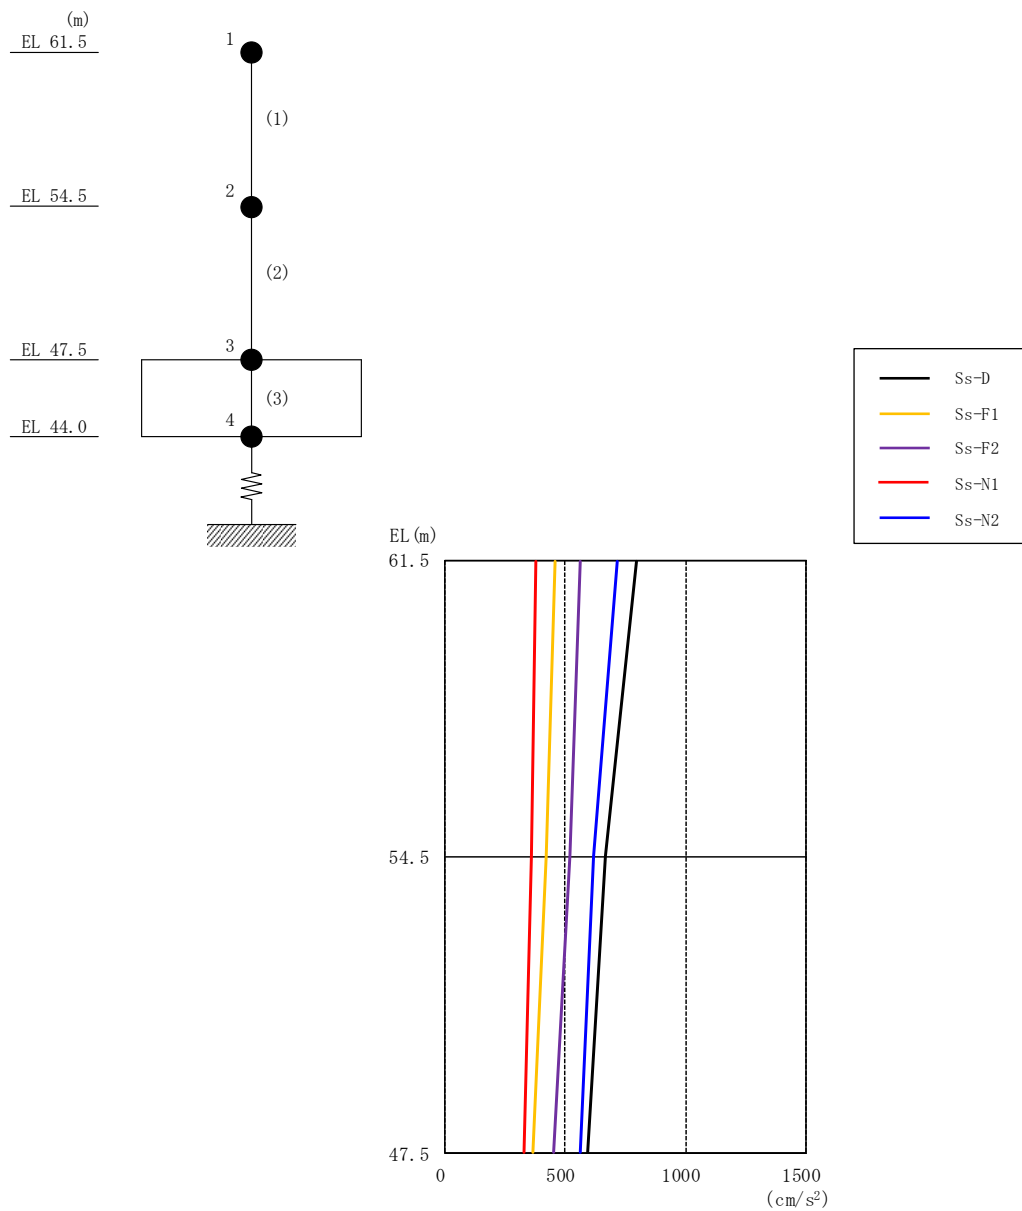 (m)
EL 61.5
1
(1)
EL 54.5
2
(2)
EL 47.5
3
(3)
EL 44.0
4
Ss-D
Ss-F1
Ss-F2
Ss-N1
Ss-N2
EL(m)
61.5
54.5
47.5
0 500 1000 1500
(cm/s²)